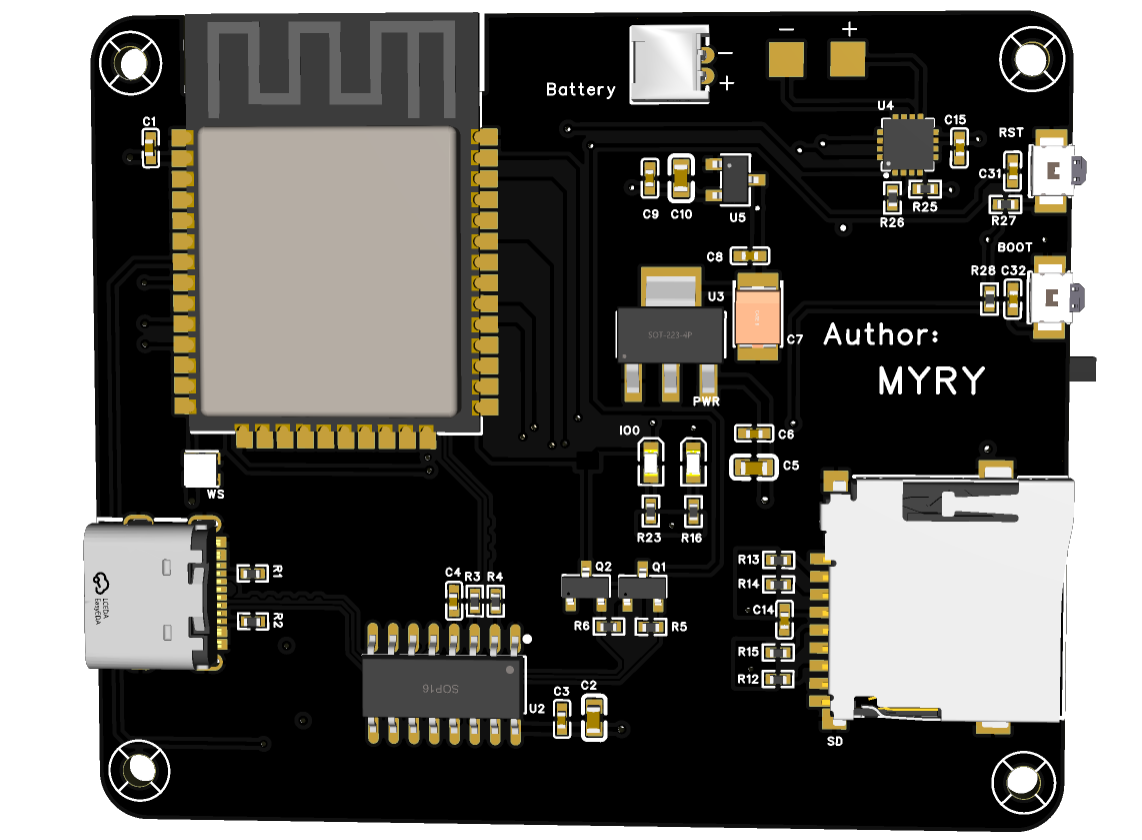 − +
Battery
−
+
U4
C15
C1
RST
C31
C9
C10
U5
R26
R25
R27
C8
BOOT
R28
C32
U3
SOT-223-4P
C7
Author:
MYRY
PWR
IO0
C6
C5
WS
R23
R16
R1
R2
LCEDA
EasyEDA
C4
R3
R4
Q2
Q1
R13
R14
C14
R6
R5
R15
R12
SOP16
U2
C3
C2
SD